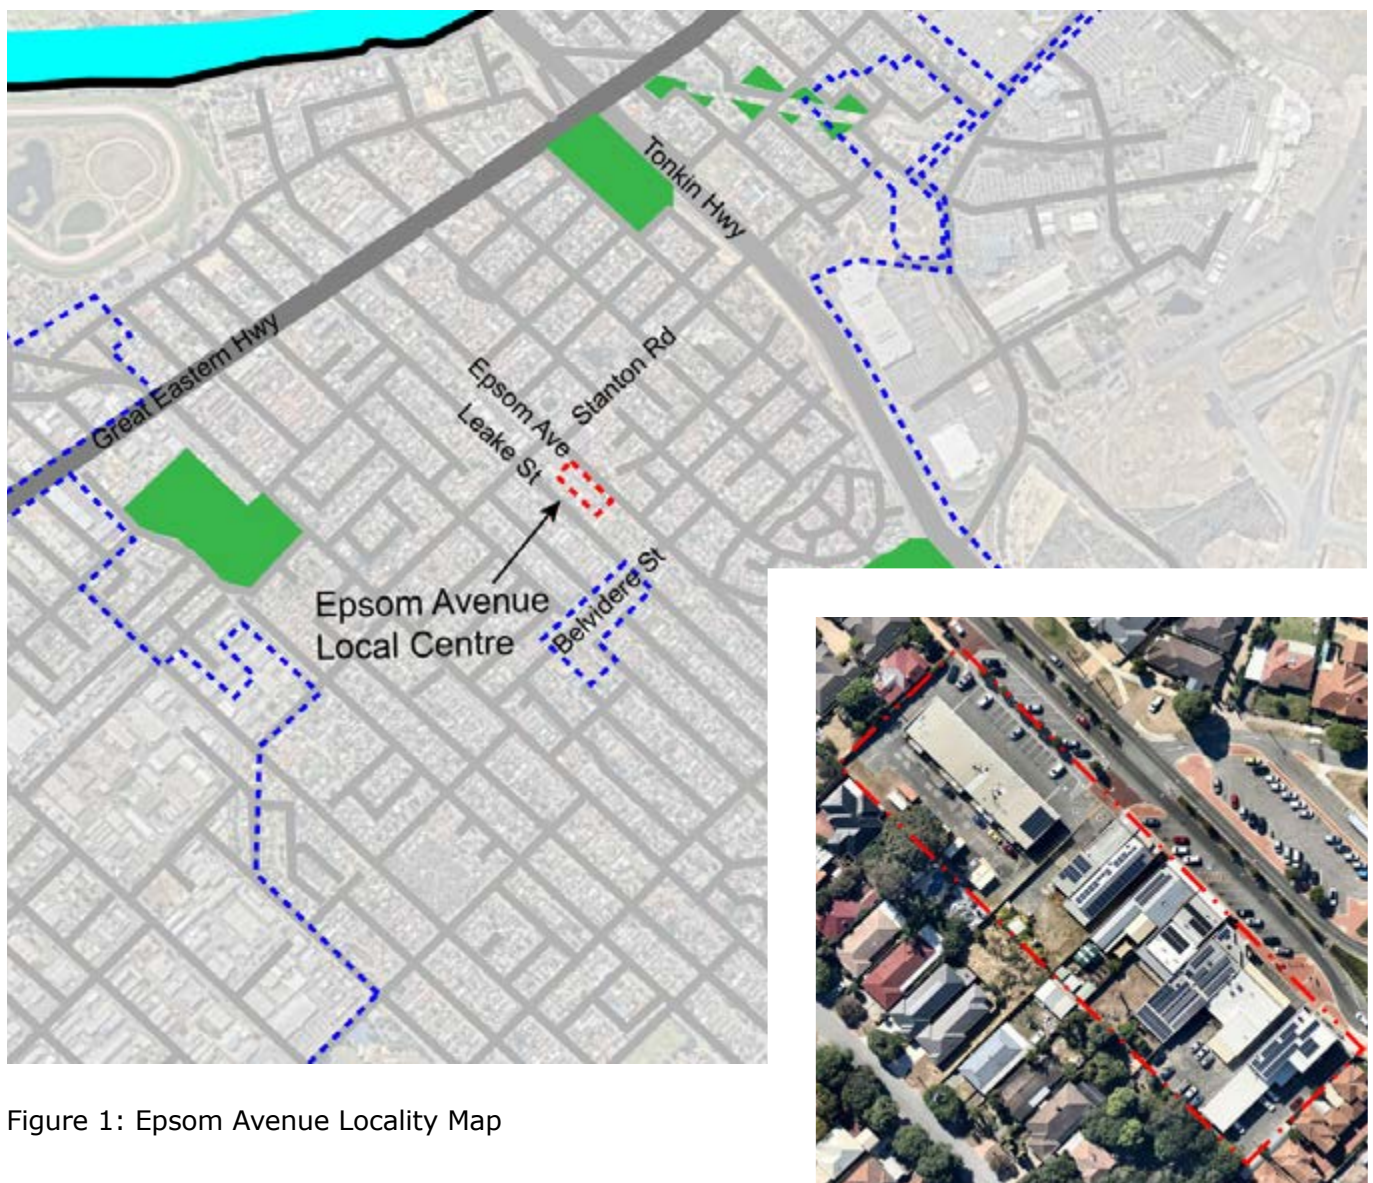 Tonkin Hwy
Great Eastern Hwy
Stanton Rd
Epsom Ave
Leake St
Belvidere St
Epsom Avenue
Local Centre
Figure 1: Epsom Avenue Locality Map